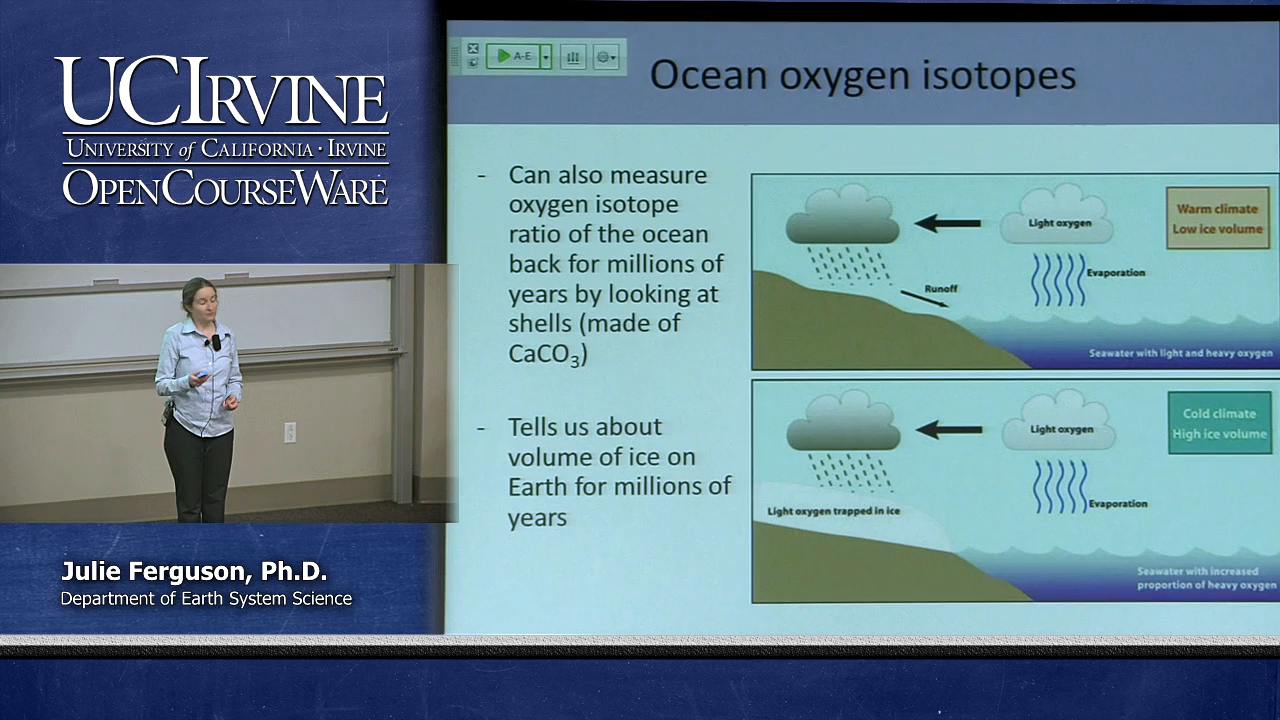 UCIRVINE
UNIVERSITY of CALIFORNIA · IRVINE
OPENCOURSEWARE
Julie Ferguson, Ph.D.
Department of Earth System Science
A-E
Ocean oxygen isotopes
- Can also measure
oxygen isotope
ratio of the ocean
back for millions of
years by looking at
shells (made of
CaCO3)
- Tells us about
volume of ice on
Earth for millions of
years
Light oxygen
Warm climate
Low ice volume
Evaporation
Runoff
Seawater with light and heavy oxygen
Light oxygen
Cold climate
High ice volume
Evaporation
Light oxygen trapped in ice
Seawater with increased
proportion of heavy oxygen